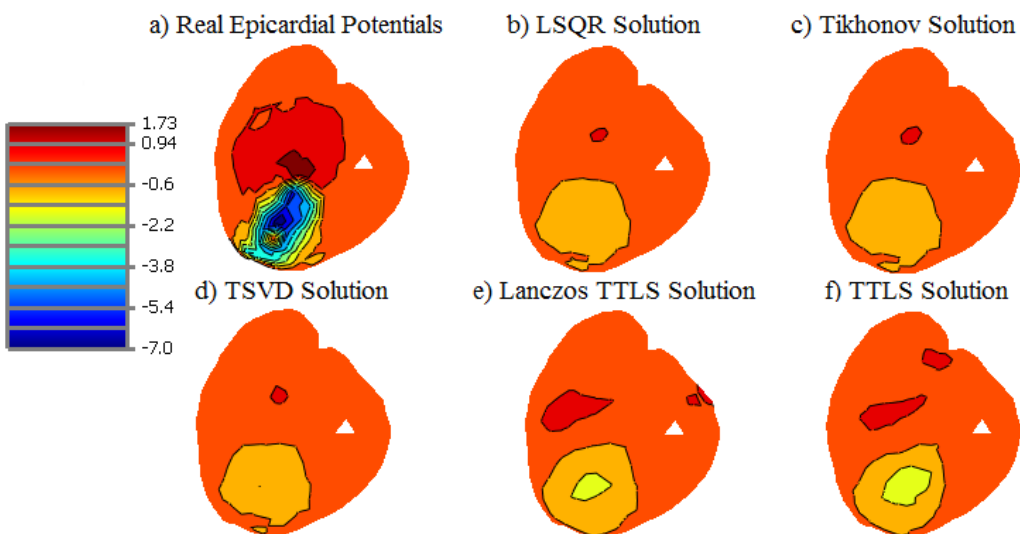 a) Real Epicardial Potentials
b) LSQR Solution
c) Tikhonov Solution
1.73
0.94
-0.6
-2.2
-3.8
-5.4
-7.0
d) TSVD Solution
e) Lanczos TTLS Solution
f) TTLS Solution